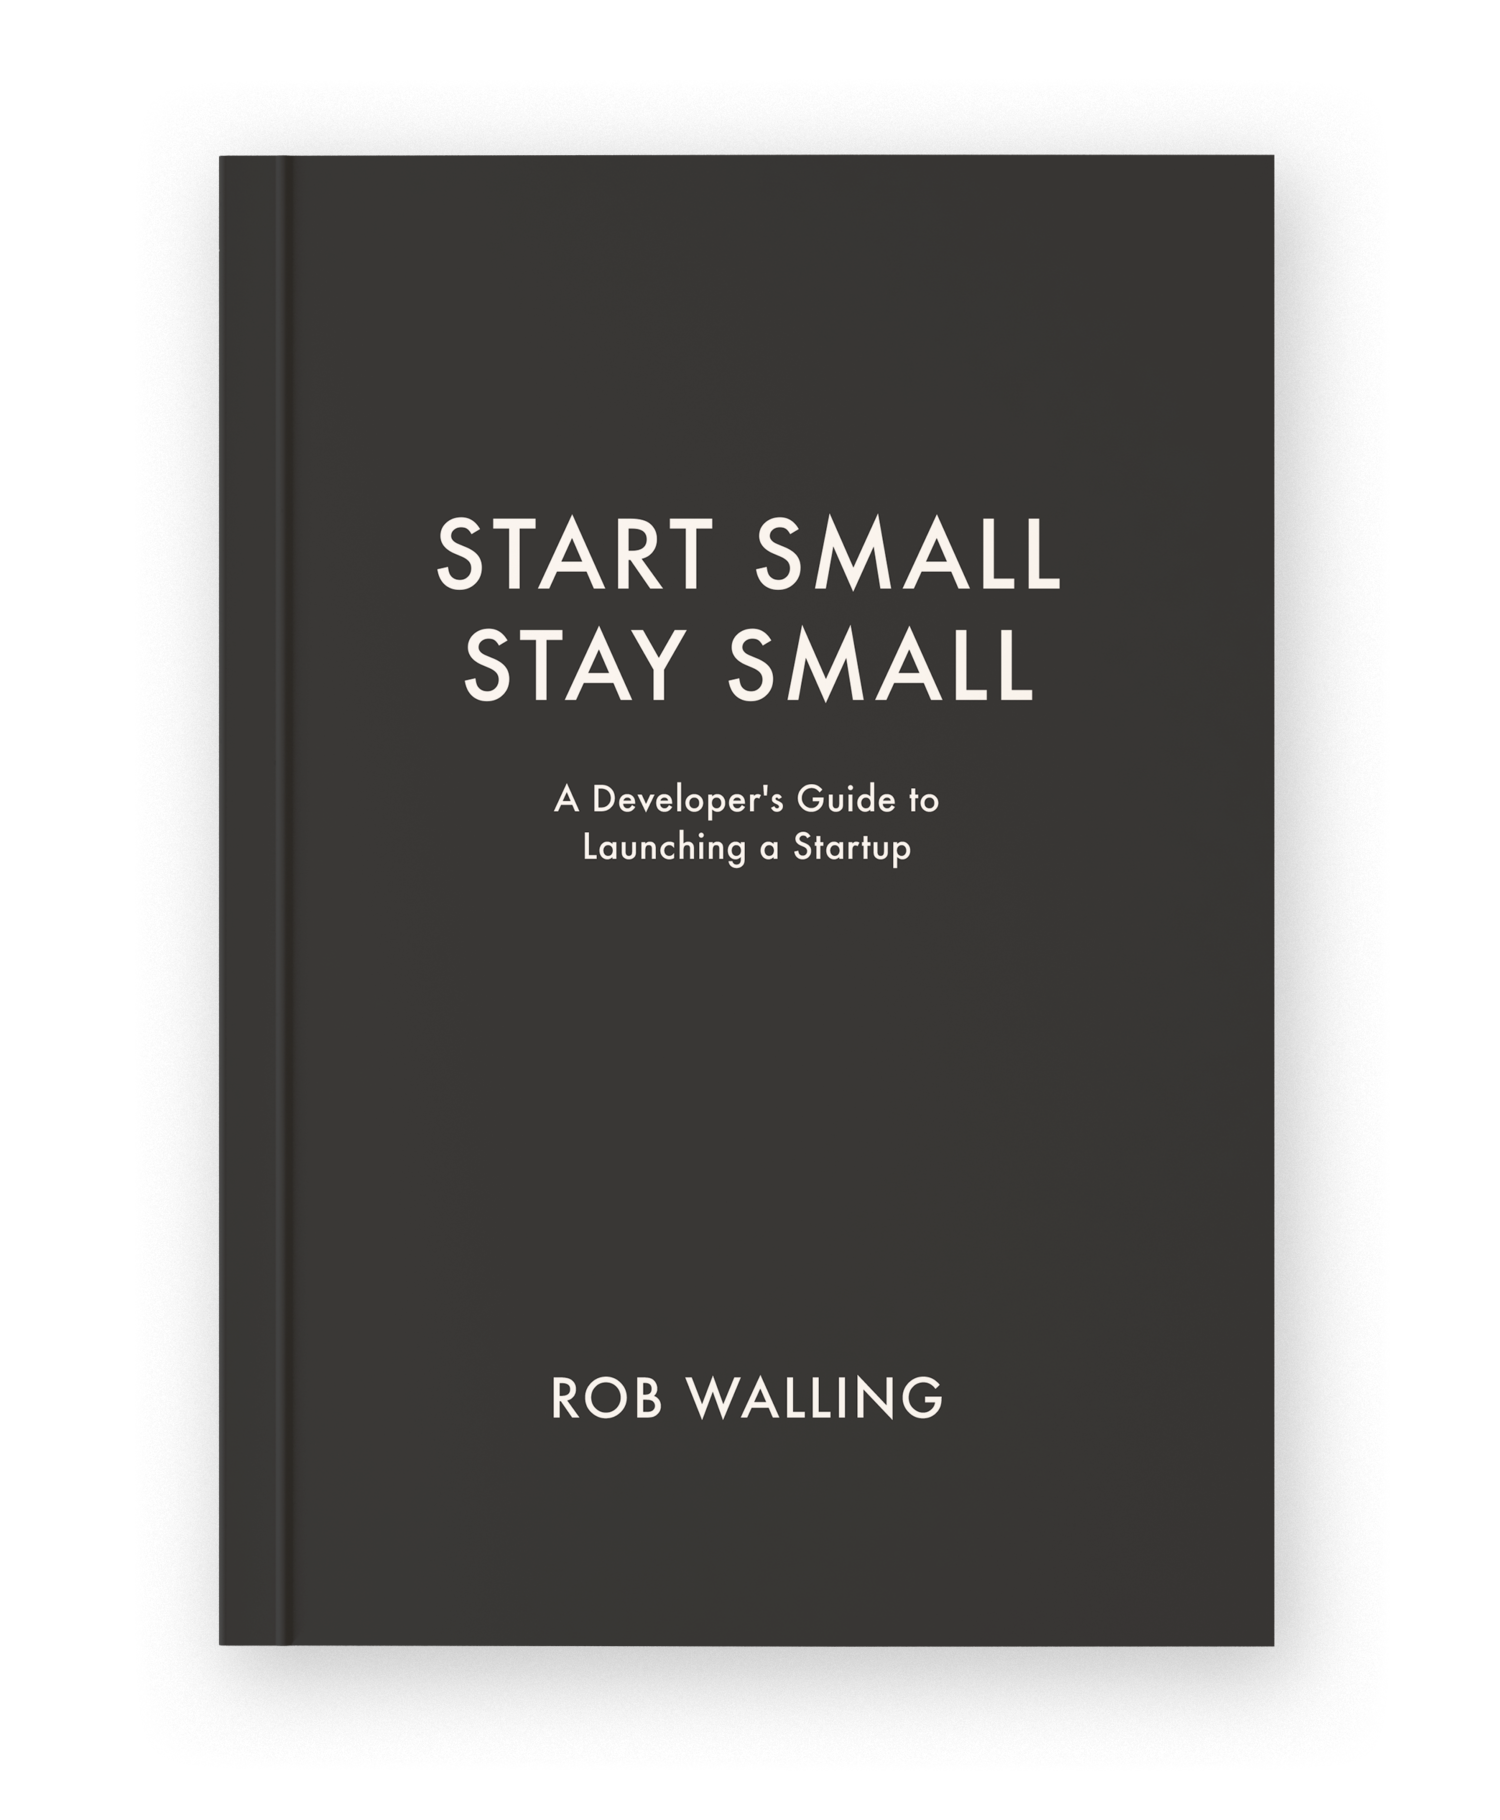 START SMALL
STAY SMALL
A Developer's Guide to
Launching a Startup
ROB WALLING